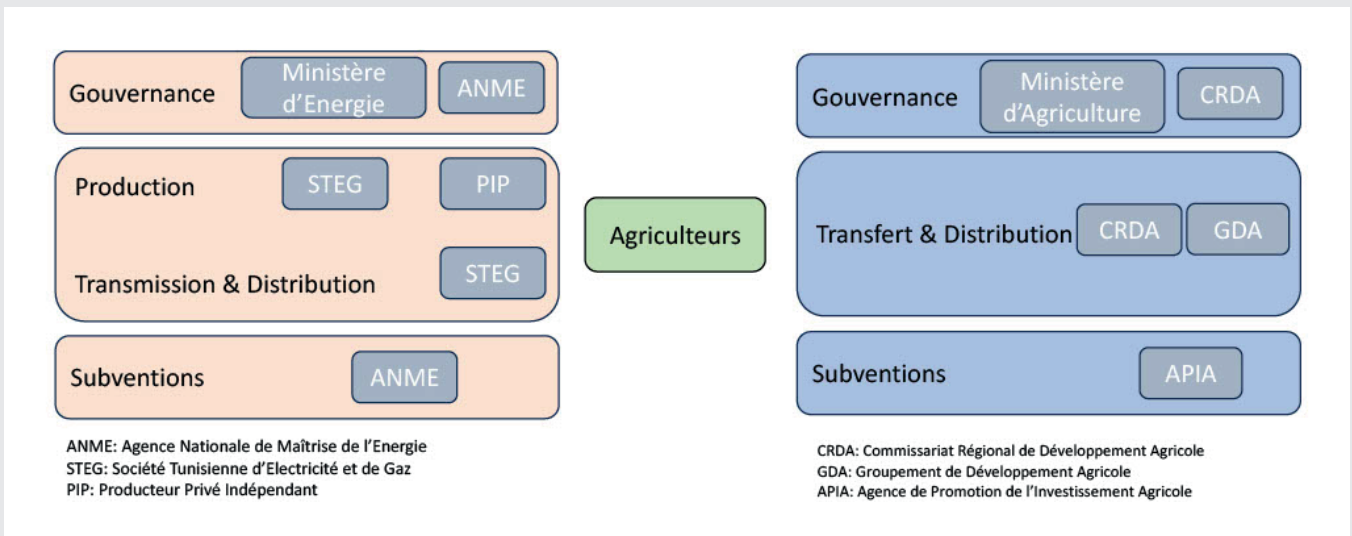 Gouvernance
Ministère
d'Energie
ANME
Production
STEG
PIP
Transmission & Distribution
STEG
Subventions
ANME
ANME: Agence Nationale de Maîtrise de l'Energie
STEG: Société Tunisienne d'Electricité et de Gaz
PIP: Producteur Privé Indépendant
Agriculteurs
Gouvernance
Ministère
d'Agriculture
CRDA
Transfert & Distribution
CRDA
GDA
Subventions
APIA
CRDA: Commissariat Régional de Développement Agricole
GDA: Groupement de Développement Agricole
APIA: Agence de Promotion de l'Investissement Agricole